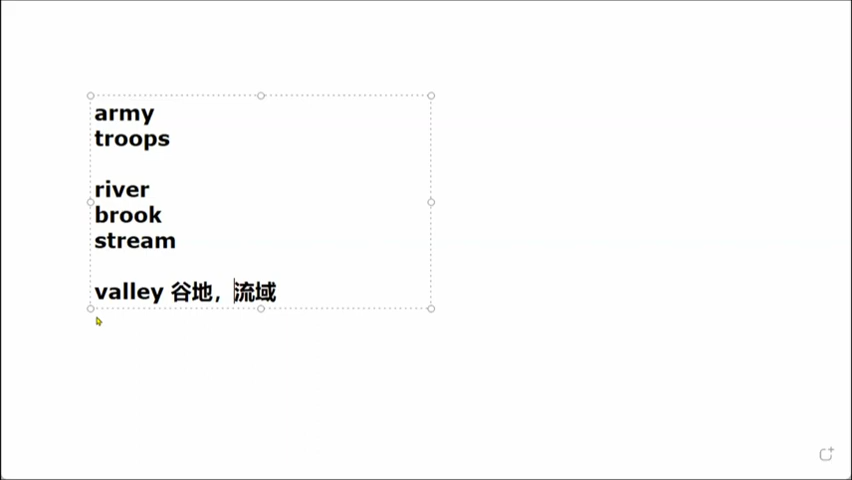 army
troops
river
brook
stream
valley 谷地，流域